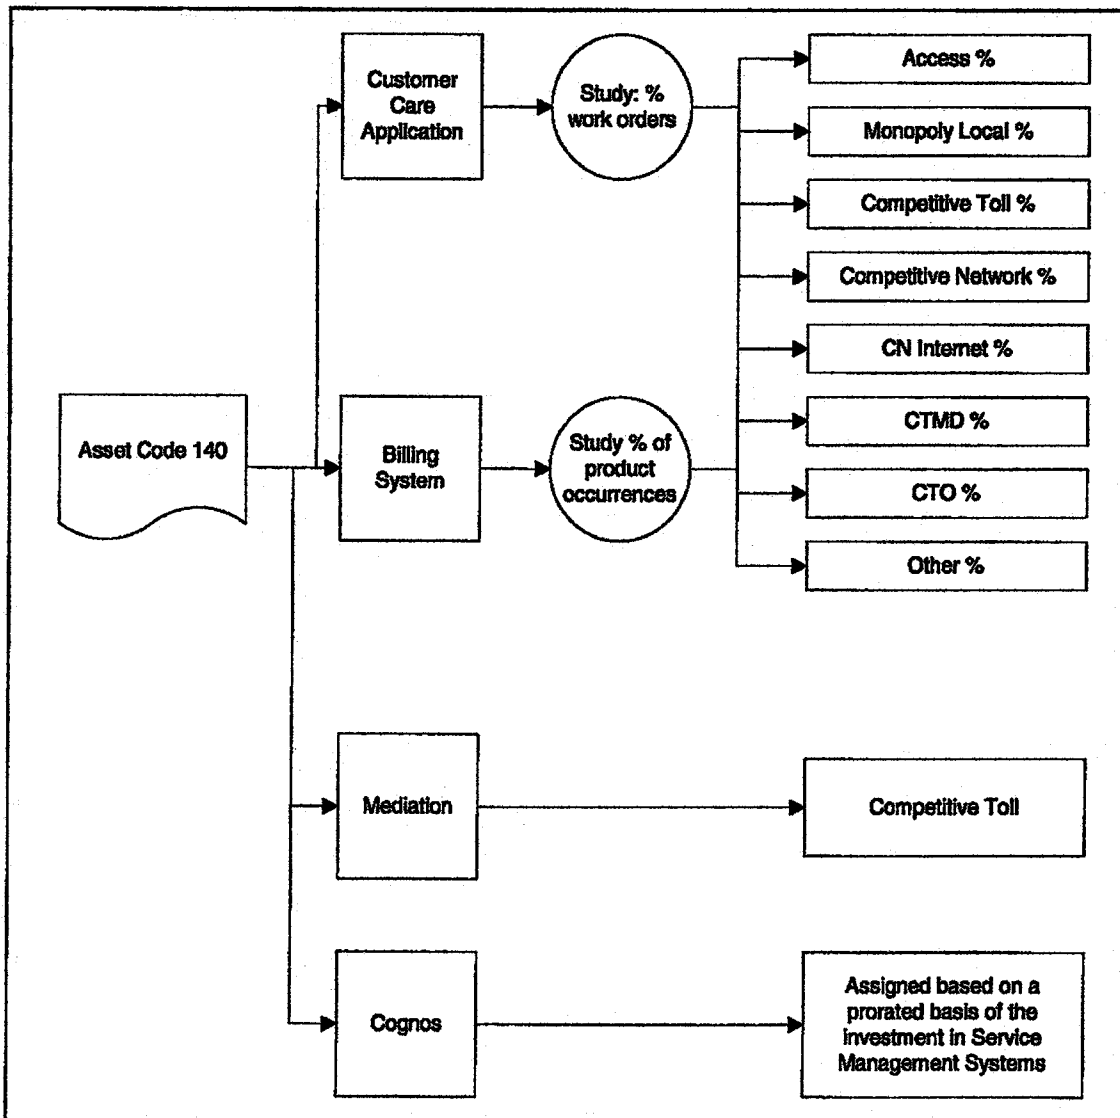 Customer
Care
Application
Study: %
work orders
Access %
Monopoly Local %
Competitive Toll %
Competitive Network %
CN Internet %
Asset Code 140
Billing
System
Study % of
product
occurrences
CTMD %
CTO %
Other %
Mediation
Competitive Toll
Cognos
Assigned based on a
prorated basis of the
investment in Service
Management Systems